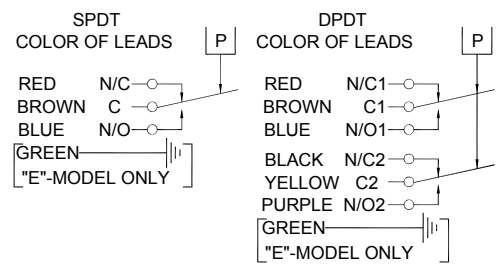 SPDT
COLOR OF LEADS
P
RED N/C
BROWN C
BLUE N/O
GREEN
"E"-MODEL ONLY
DPDT
COLOR OF LEADS
P
RED N/C1
BROWN C1
BLUE N/O1
BLACK N/C2
YELLOW C2
PURPLE N/O2
GREEN
"E"-MODEL ONLY